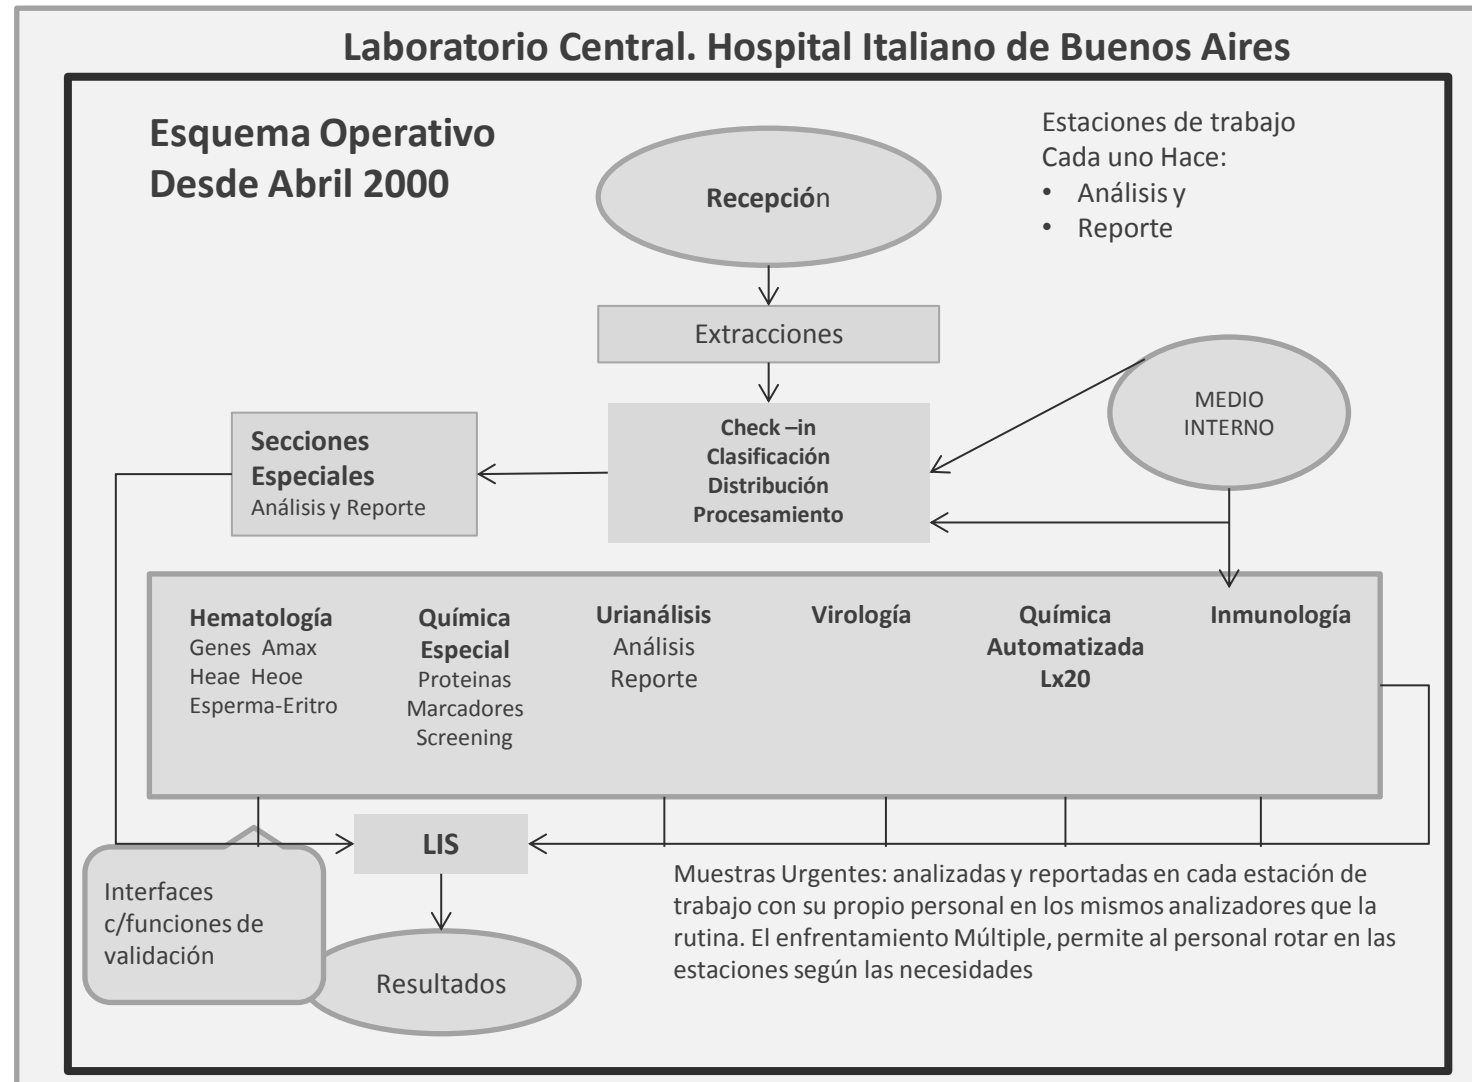 Laboratorio Central. Hospital Italiano de Buenos Aires
Esquema Operativo
Desde Abril 2000
Recepción
Estaciones de trabajo
Cada uno Hace:
• Análisis y
• Reporte
Extracciones
MEDIO
INTERNO
Check –in
Clasificación
Distribución
Procesamiento
Secciones
Especiales
Análisis y Reporte
Hematología
Genes Amax
Heae Heoe
Esperma-Eritro
Química
Especial
Proteinas
Marcadores
Screening
Urianálisis
Análisis
Reporte
Virología
Química
Automatizada
Lx20
Inmunología
LIS
Interfaces
c/funciones de
validación
Resultados
Muestras Urgentes: analizadas y reportadas en cada estación de
trabajo con su propio personal en los mismos analizadores que la
rutina. El enfrentamiento Múltiple, permite al personal rotar en las
estaciones según las necesidades